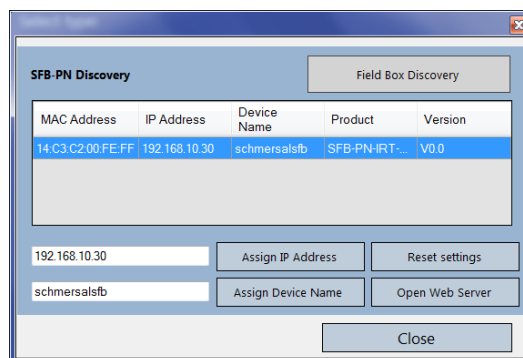 SFB-PN Discovery
Field Box Discovery
MAC Address IP Address Device Name Product Version
14:C3:C2:00:FE:FF 192.168.10.30 schmersalsfb SFB-PN-IRT-... V0.0
192.168.10.30 Assign IP Address Reset settings
schmersalsfb Assign Device Name Open Web Server
Close